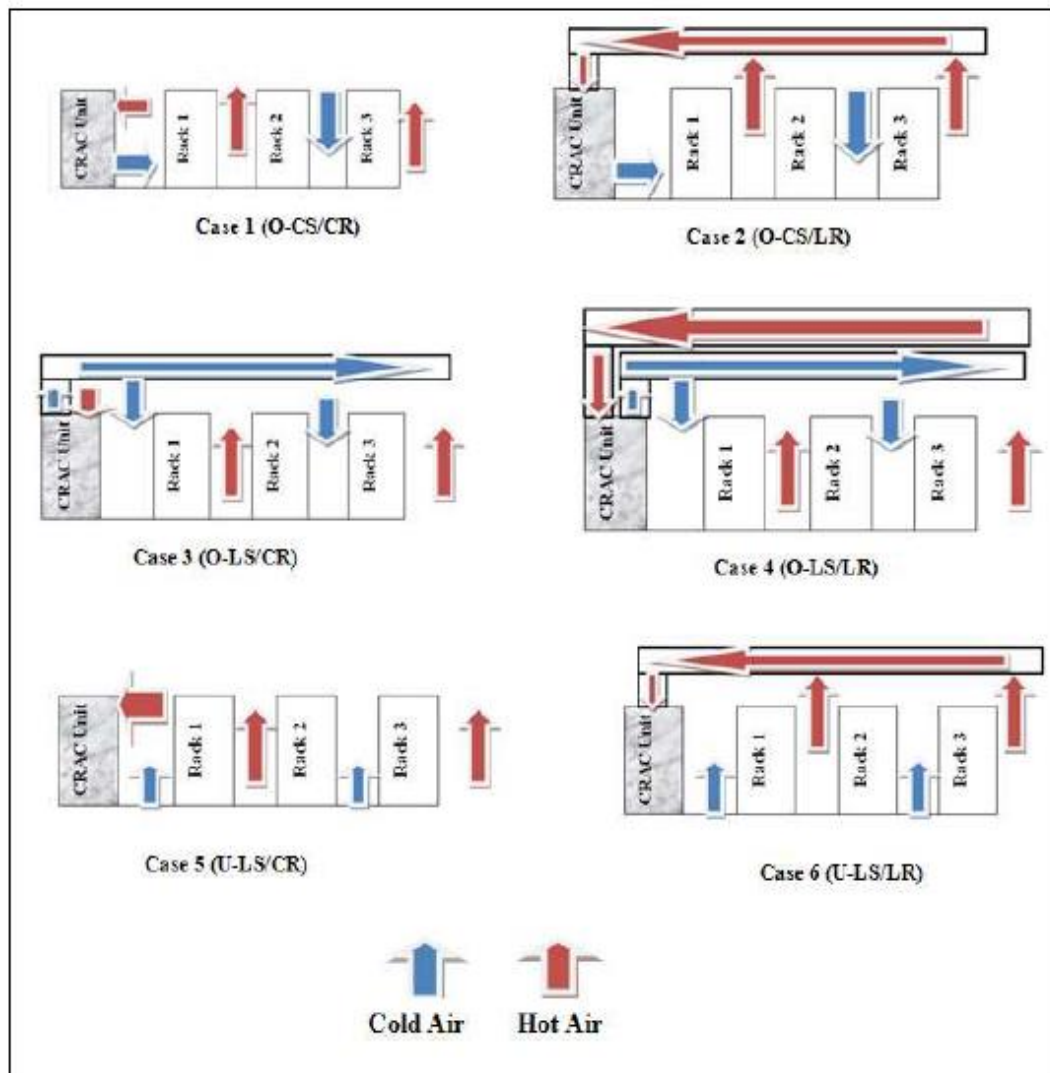 CRAC Unit
Rack 1
Rack 2
Rack 3
Case 1 (O-CS/CR)
CRAC Unit
Rack 1
Rack 2
Rack 3
Case 2 (O-CS/LR)
CRAC Unit
Rack 1
Rack 2
Rack 3
Case 3 (O-LS/CR)
CRAC Unit
Rack 1
Rack 2
Rack 3
Case 4 (O-LS/LR)
CRAC Unit
Rack 1
Rack 2
Rack 3
Case 5 (U-LS/CR)
CRAC Unit
Rack 1
Rack 2
Rack 3
Case 6 (U-LS/LR)
Cold Air
Hot Air